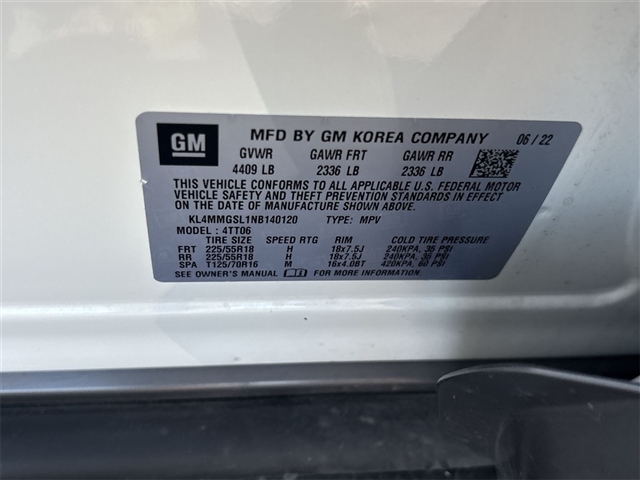 GM
MFD BY GM KOREA COMPANY 06/22
GVWR GAWR FRT GAWR RR
4409 LB 2336 LB 2336 LB
THIS VEHICLE CONFORMS TO ALL APPLICABLE U.S. FEDERAL MOTOR
VEHICLE SAFETY AND THEFT PREVENTION STANDARDS IN EFFECT
ON THE DATE OF MANUFACTURE SHOWN ABOVE.
KL4MMGSL1NB140120 TYPE: MPV
MODEL: 4TT06
TIRE SIZE SPEED RTG RIM COLD TIRE PRESSURE
FRT 225/55R18 H 18x7.5J 240KPA, 35 PSI
RR 225/55R18 H 18x7.5J 240KPA, 35 PSI
SPA T125/70R16 M 16x4.0BT 420KPA, 60 PSI
SEE OWNER'S MANUAL FOR MORE INFORMATION